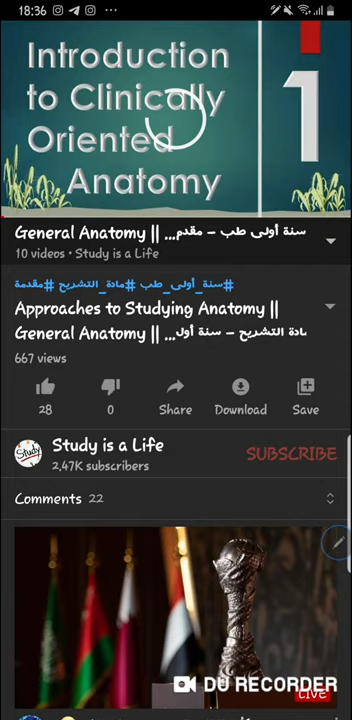 18:36
Introduction
to Clinically
Oriented
Anatomy
1
General Anatomy || ...سنة أولى طب - مقدم
10 videos • Study is a Life
#سنة_أولى_طب #مادة_التشريح #مقدمة
Approaches to Studying Anatomy ||
General Anatomy || ...مادة التشريح - سنة أول
667 views
28
0
Share
Download
Save
Study
Study is a Life
2,47K subscribers
SUBSCRIBE
Comments 22
LIVE
DU RECORDER